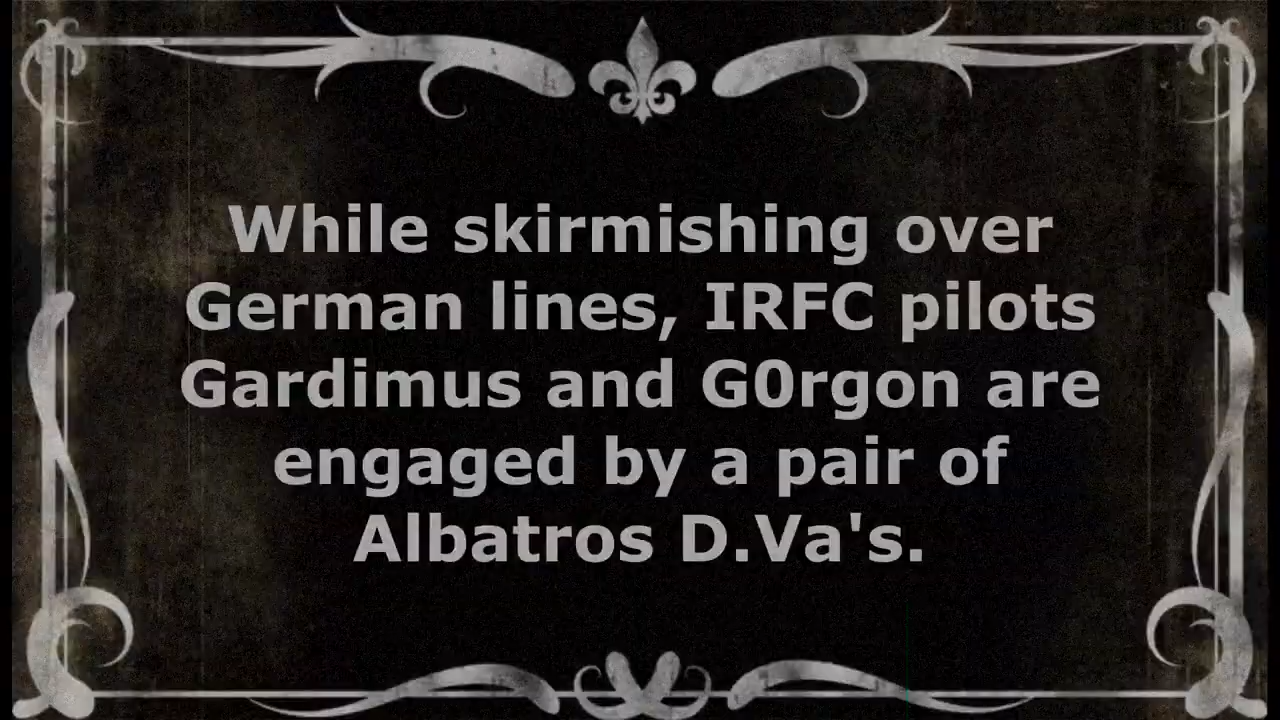 While skirmishing over
German lines, IRFC pilots
Gardimus and G0rgon are
engaged by a pair of
Albatros D.Va's.